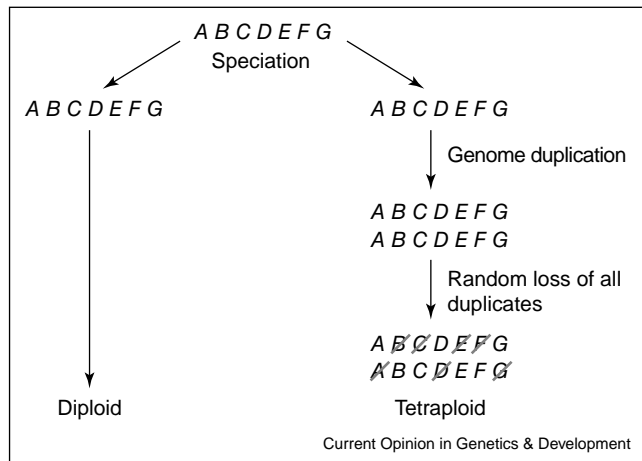 A B C D E F G
Speciation
A B C D E F G
A B C D E F G
Genome duplication
A B C D E F G
A B C D E F G
Random loss of all
duplicates
A B C D E F G
A B C D E F G
Diploid
Tetraploid
Current Opinion in Genetics & Development